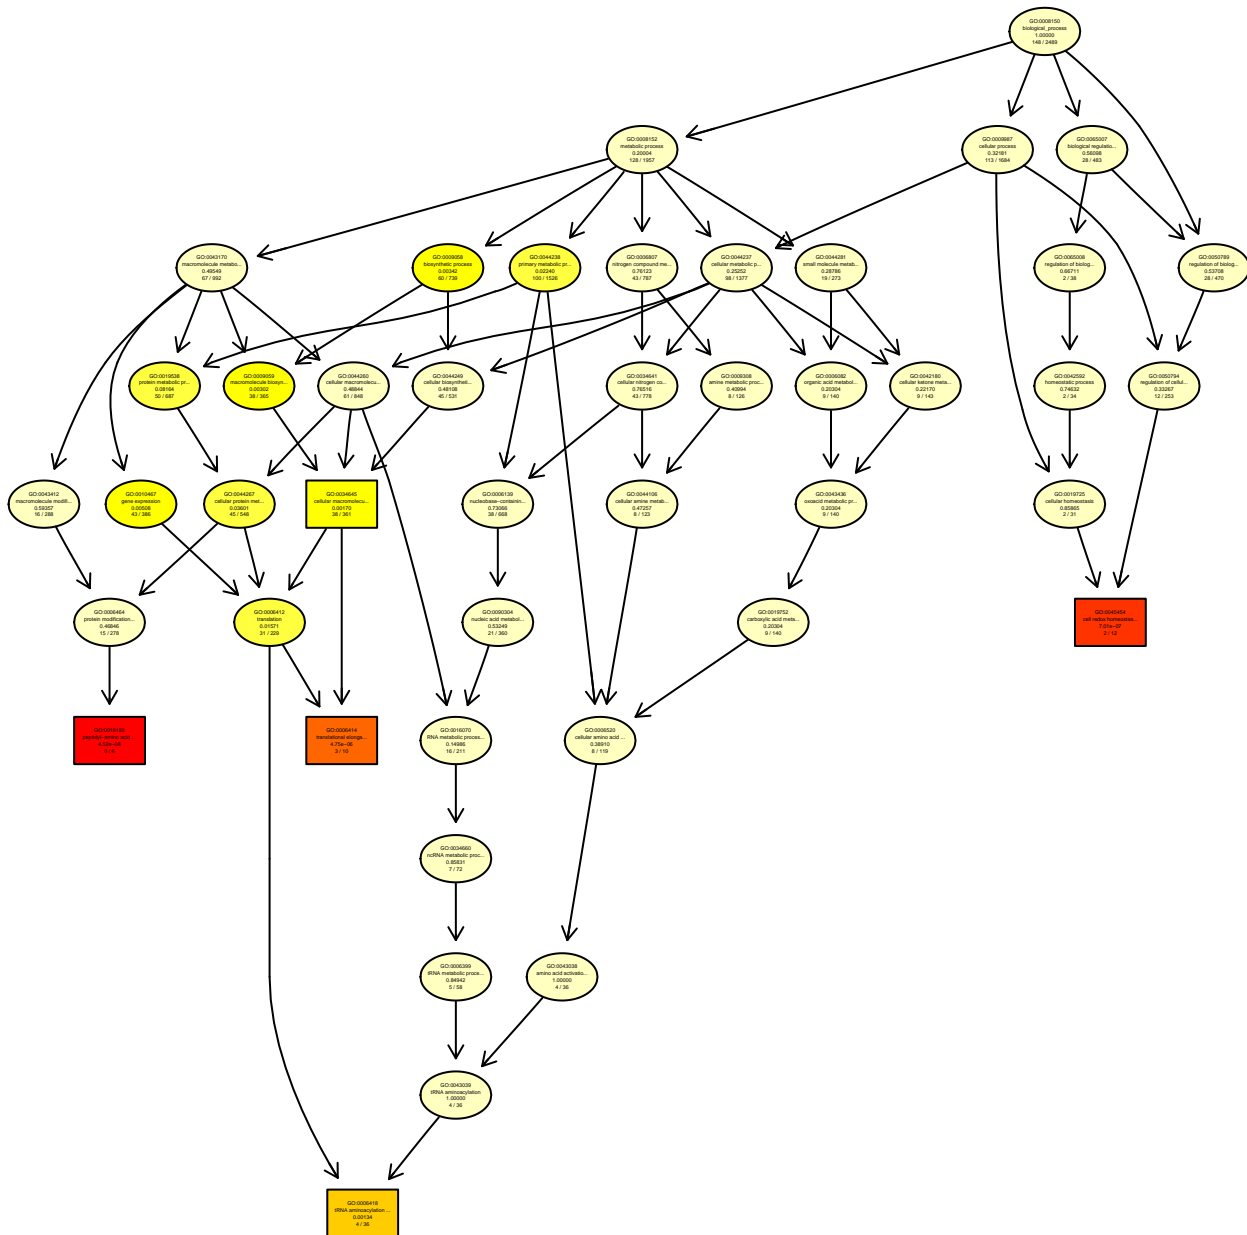 GO:0008150
biological_process
1.00000
148 / 2489
GO:0008152
metabolic process
0.20004
128 / 1957
GO:0009987
cellular process
0.32181
113 / 1684
GO:0065007
biological regulatio...
0.56098
28 / 483
GO:0043170
macromolecule metabo...
0.49549
67 / 992
GO:0009058
biosynthetic process
0.00342
60 / 739
GO:0044238
primary metabolic pr...
0.02240
100 / 1526
GO:0006807
nitrogen compound me...
0.76123
43 / 787
GO:0044237
cellular metabolic p...
0.25252
98 / 1377
GO:0044281
small molecule metab...
0.28786
19 / 273
GO:0065008
regulation of biolog...
0.66711
2 / 38
GO:0050789
regulation of biolog...
0.53708
28 / 470
GO:0019538
protein metabolic pr...
0.08164
50 / 687
GO:0009059
macromolecule biosyn...
0.00302
38 / 365
GO:0044260
cellular macromolecu...
0.48844
61 / 848
GO:0044249
cellular biosyntheti...
0.48108
45 / 531
GO:0034641
cellular nitrogen co...
0.76516
43 / 778
GO:0009308
amine metabolic proc...
0.40994
8 / 126
GO:0006082
organic acid metabol...
0.20304
9 / 140
GO:0042180
cellular ketone meta...
0.22170
9 / 143
GO:0042592
homeostatic process
0.74632
2 / 34
GO:0050794
regulation of cellul...
0.33267
12 / 253
GO:0043412
macromolecule modifi...
0.59357
16 / 288
GO:0010467
gene expression
0.00508
43 / 386
GO:0044267
cellular protein met...
0.03601
45 / 548
GO:0034645
cellular macromolecu...
0.00170
38 / 361
GO:0006139
nucleobase-containin...
0.73066
38 / 668
GO:0044106
cellular amine metab...
0.47257
8 / 123
GO:0043436
oxoacid metabolic pr...
0.20304
9 / 140
GO:0019725
cellular homeostasis
0.85865
2 / 31
GO:0006464
protein modification...
0.46846
15 / 278
GO:0006412
translation
0.01571
31 / 229
GO:0090304
nucleic acid metabol...
0.53249
21 / 360
GO:0019752
carboxylic acid meta...
0.20304
9 / 140
GO:0045454
cell redox homeostas...
7.01e-07
2 / 12
peptidyl-amino acid ...
GO:0006414
translational elonga...
4.75e-06
3 / 10
GO:0016070
RNA metabolic proces...
0.14986
16 / 211
GO:0006520
cellular amino acid ...
0.38910
6 / 119
GO:0034660
ncRNA metabolic proc...
0.85831
7 / 72
GO:0006399
tRNA metabolic proce...
0.84942
5 / 58
GO:0043038
amino acid activatio...
1.00000
4 / 36
GO:0043039
tRNA aminoacylation
1.00000
4 / 36
GO:0006418
tRNA aminoacylation ...
0.00134
4 / 36